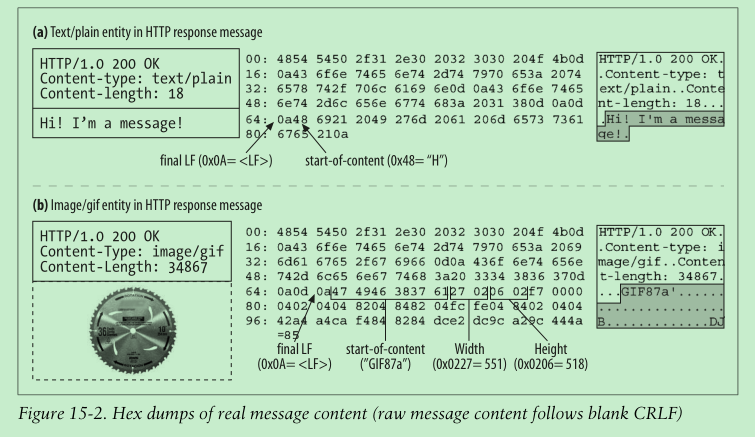 (a) Text/plain entity in HTTP response message
HTTP/1.0 200 OK
Content-type: text/plain
Content-length: 18
Hi! I'm a message!
00: 4854 5450 2f31 2e30 2032 3030 204f 4b0d
16: 0a43 6f6e 7465 6e74 2d74 7970 653a 2074
32: 6578 742f 706c 6169 6e0d 0a43 6f6e 7465
48: 6e74 2d6c 656e 6774 683a 2031 380d 0a0d
64: 0a48 6921 2049 276d 2061 206d 6573 7361
80: 6765 210a
HTTP/1.0 200 OK.
.Content-type: t
ext/plain..Conte
nt-length: 18...
.Hi! I'm a messa
ge!.
final LF (0x0A= <LF>)
start-of-content (0x48= "H")
(b) Image/gif entity in HTTP response message
HTTP/1.0 200 OK
Content-Type: image/gif
Content-Length: 34867
00: 4854 5450 2f31 2e30 2032 3030 204f 4b0d
16: 0a43 6f6e 7465 6e74 2d74 7970 653a 2069
32: 6d61 6765 2f67 6966 0d0a 436f 6e74 656e
48: 742d 6c65 6e67 7468 3a20 3334 3836 370d
64: 0a0d 0a47 4946 3837 6127 0206 02f7 0000
80: 0402 0404 8204 8482 04fc fe04 8402 0404
96: 42a4 a4ca f484 8284 dce2 dc9c a29c 444a
=85
HTTP/1.0 200 OK.
.Content-type: i
mage/gif..Conten
t-length: 34867.
...GIF87a'......
................
B.............DJ
36
10
final LF
(0x0A= <LF>)
start-of-content
("GIF87a")
Width
(0x0227= 551)
Height
(0x0206= 518)
Figure 15-2. Hex dumps of real message content (raw message content follows blank CRLF)